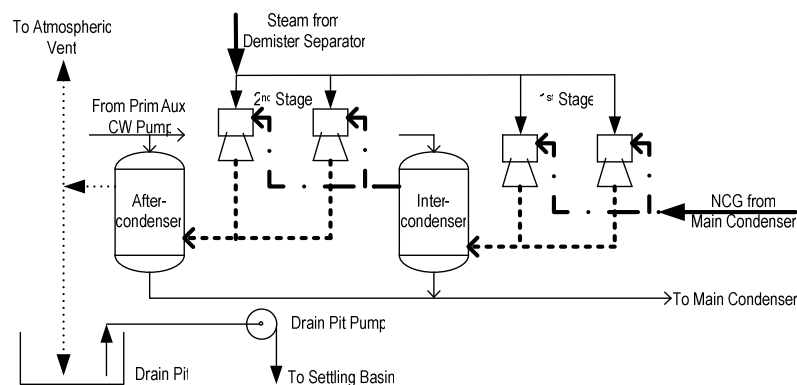 To Atmospheric
Vent
Steam from
Demister Separator
From Prim Aux
CW Pump
2nd Stage
1st Stage
After-
condenser
Inter-
condenser
NCG from
Main Condenser
To Main Condenser
Drain Pit Pump
Drain Pit
To Settling Basin